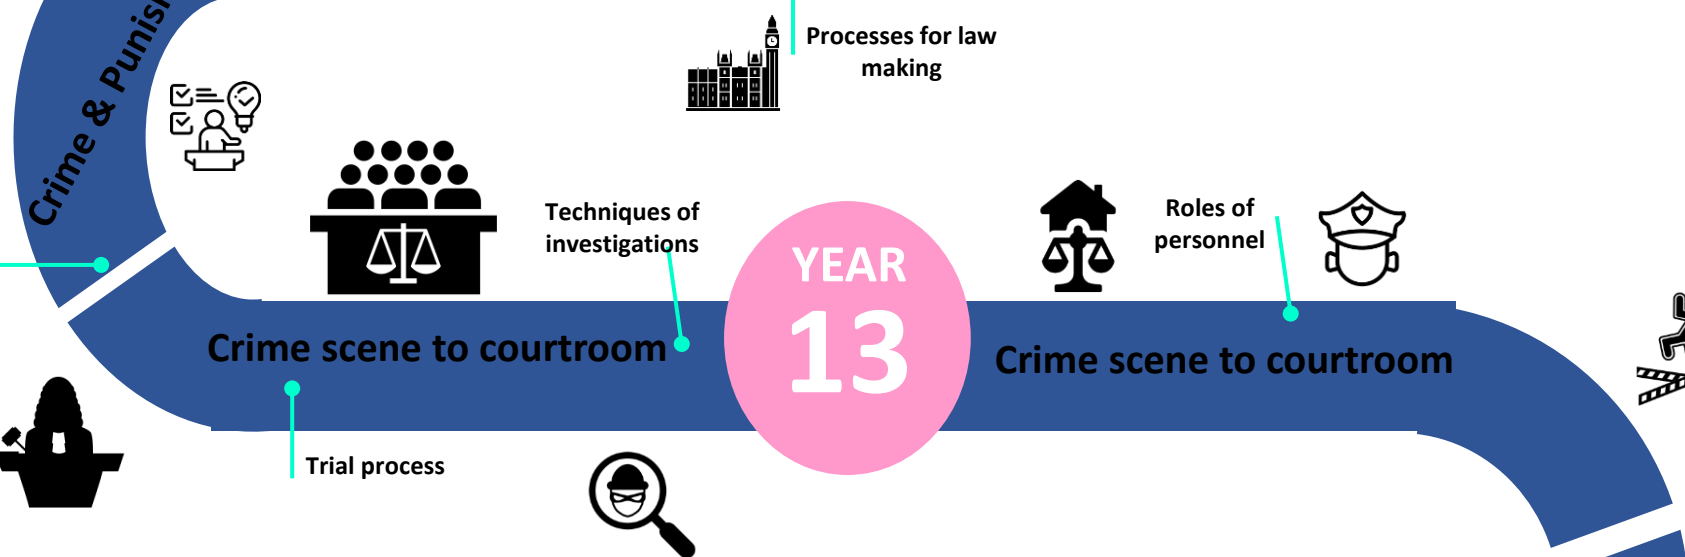 Crime & Punis
Processes for law
making
Techniques of
investigations
Roles of
personnel
YEAR
13
Crime scene to courtroom
Crime scene to courtroom
Trial process